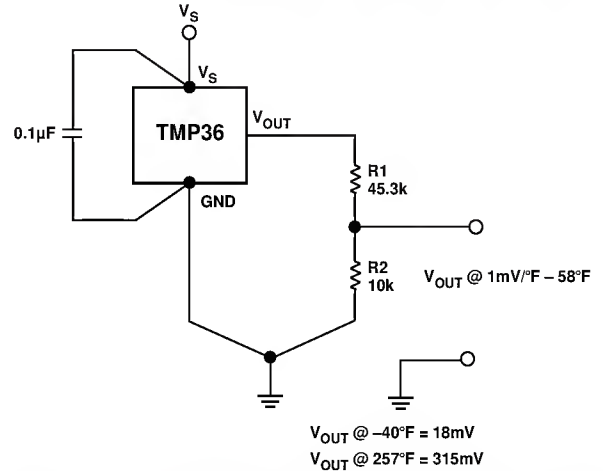 VS
VS
0.1µF
TMP36
VOUT
GND
R1
45.3k
R2
10k
VOUT @ 1mV/°F – 58°F
VOUT @ –40°F = 18mV
VOUT @ 257°F = 315mV